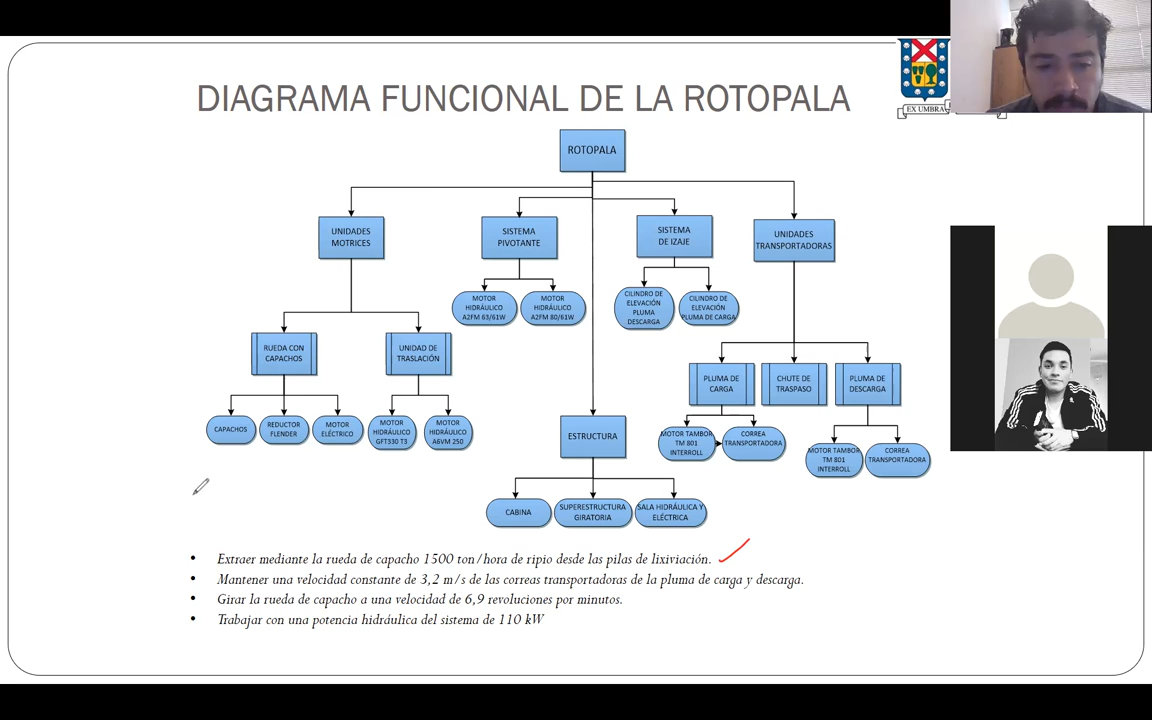 DIAGRAMA FUNCIONAL DE LA ROTOPALA
EX UMBRA
ROTOPALA
UNIDADES
MOTRICES
SISTEMA
PIVOTANTE
SISTEMA
DE IZAJE
UNIDADES
TRANSPORTADORAS
MOTOR
HIDRÁULICO
A2FM 63/61W
MOTOR
HIDRÁULICO
A2FM 80/61W
CILINDRO DE
ELEVACIÓN
PLUMA
DESCARGA
CILINDRO DE
ELEVACIÓN
PLUMA DE CARGA
RUEDA CON
CAPACHOS
UNIDAD DE
TRASLACIÓN
PLUMA DE
CARGA
CHUTE DE
TRASPASO
PLUMA DE
DESCARGA
CAPACHOS
REDUCTOR
FLENDER
MOTOR
ELÉCTRICO
MOTOR
HIDRÁULICO
GFT330 T3
MOTOR
HIDRÁULICO
A6VM 250
ESTRUCTURA
MOTOR TAMBOR
TM 801
INTERROLL
CORREA
TRANSPORTADORA
MOTOR TAMBOR
TM 801
INTERROLL
CORREA
TRANSPORTADORA
CABINA
SUPERESTRUCTURA
GIRATORIA
SALA HIDRÁULICA Y
ELÉCTRICA
• Extraer mediante la rueda de capacho 1500 ton/hora de ripio desde las pilas de lixiviación.
• Mantener una velocidad constante de 3,2 m/s de las correas transportadoras de la pluma de carga y descarga.
• Girar la rueda de capacho a una velocidad de 6,9 revoluciones por minutos.
• Trabajar con una potencia hidráulica del sistema de 110 kW